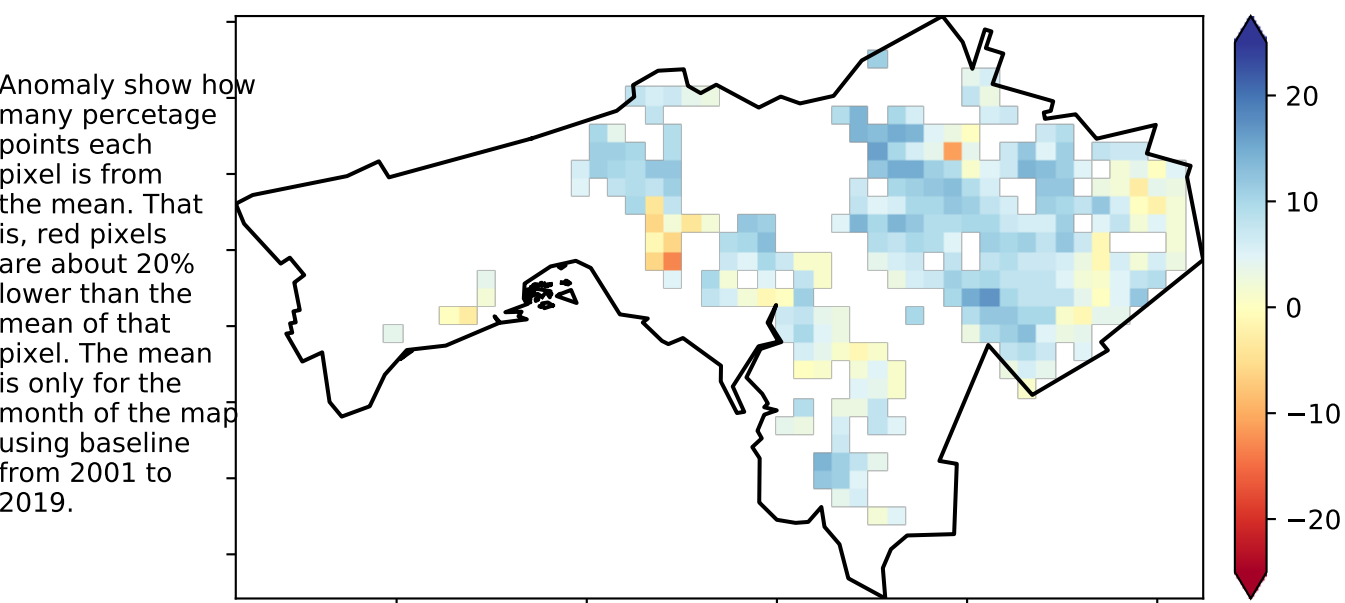 Anomaly show how
many percetage
points each
pixel is from
the mean. That
is, red pixels
are about 20%
lower than the
mean of that
pixel. The mean
is only for the
month of the map
using baseline
from 2001 to
2019.
20
10
0
−10
−20